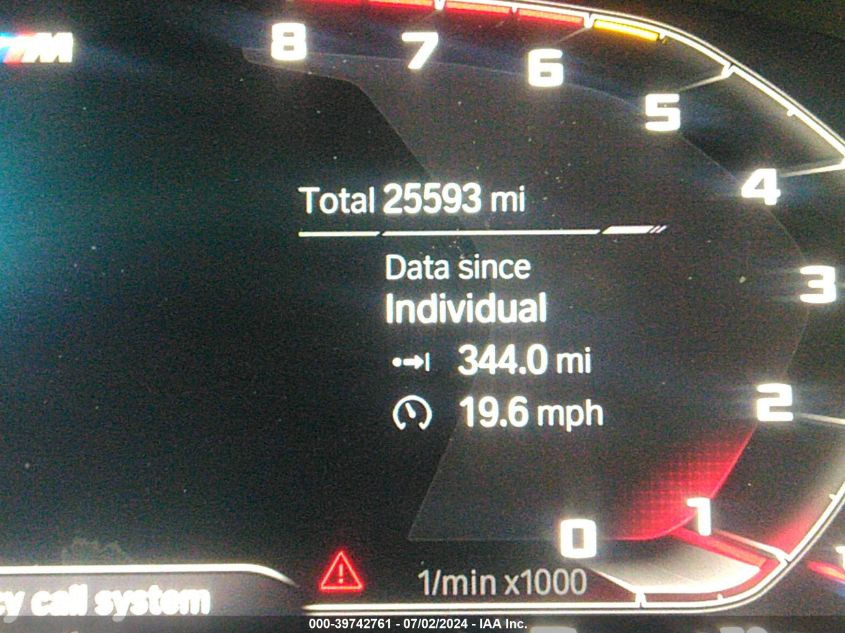 M
8
7
6
5
4
3
2
1
0
Total 25593 mi
Data since
Individual
344.0 mi
19.6 mph
1/min x1000
call system
000-39742761 - 07/02/2024 - IAA Inc.